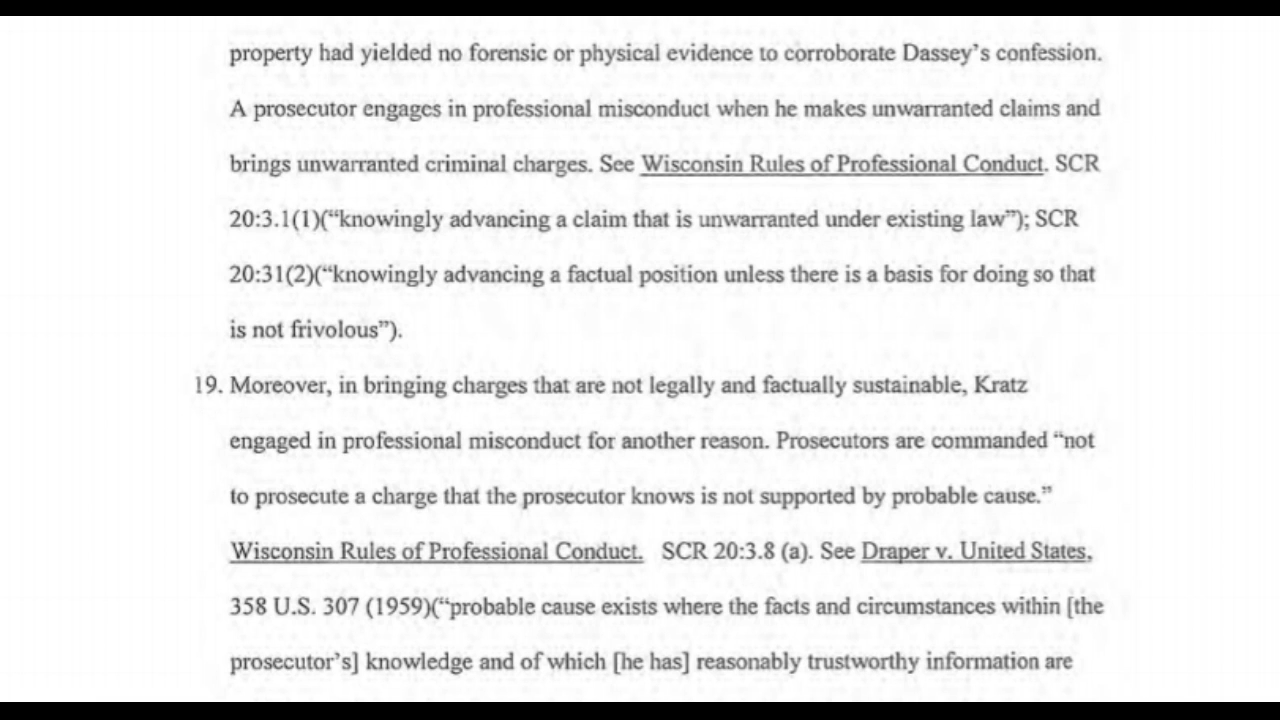 property had yielded no forensic or physical evidence to corroborate Dassey's confession.
A prosecutor engages in professional misconduct when he makes unwarranted claims and
brings unwarranted criminal charges. See Wisconsin Rules of Professional Conduct. SCR
20:3.1(1)(“knowingly advancing a claim that is unwarranted under existing law”); SCR
20:31(2)(“knowingly advancing a factual position unless there is a basis for doing so that
is not frivolous”).
19. Moreover, in bringing charges that are not legally and factually sustainable, Kratz
engaged in professional misconduct for another reason. Prosecutors are commanded “not
to prosecute a charge that the prosecutor knows is not supported by probable cause.”
Wisconsin Rules of Professional Conduct. SCR 20:3.8 (a). See Draper v. United States,
358 U.S. 307 (1959)(“probable cause exists where the facts and circumstances within [the
prosecutor's] knowledge and of which [he has] reasonably trustworthy information are